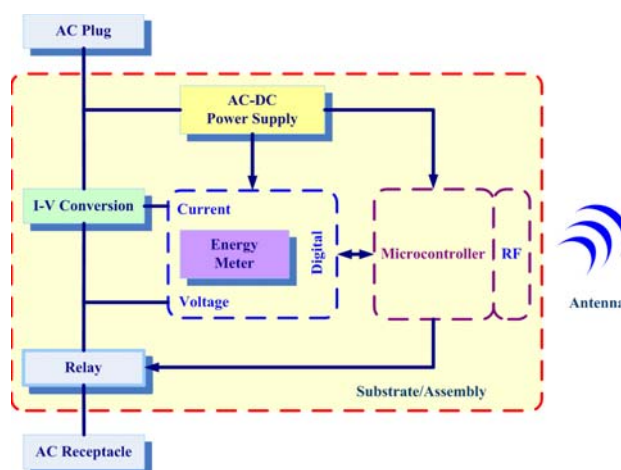 AC Plug
AC-DC
Power Supply
I-V Conversion
Current
Energy
Meter
Digital
Voltage
Microcontroller
RF
Antenna
Relay
Substrate/Assembly
AC Receptacle